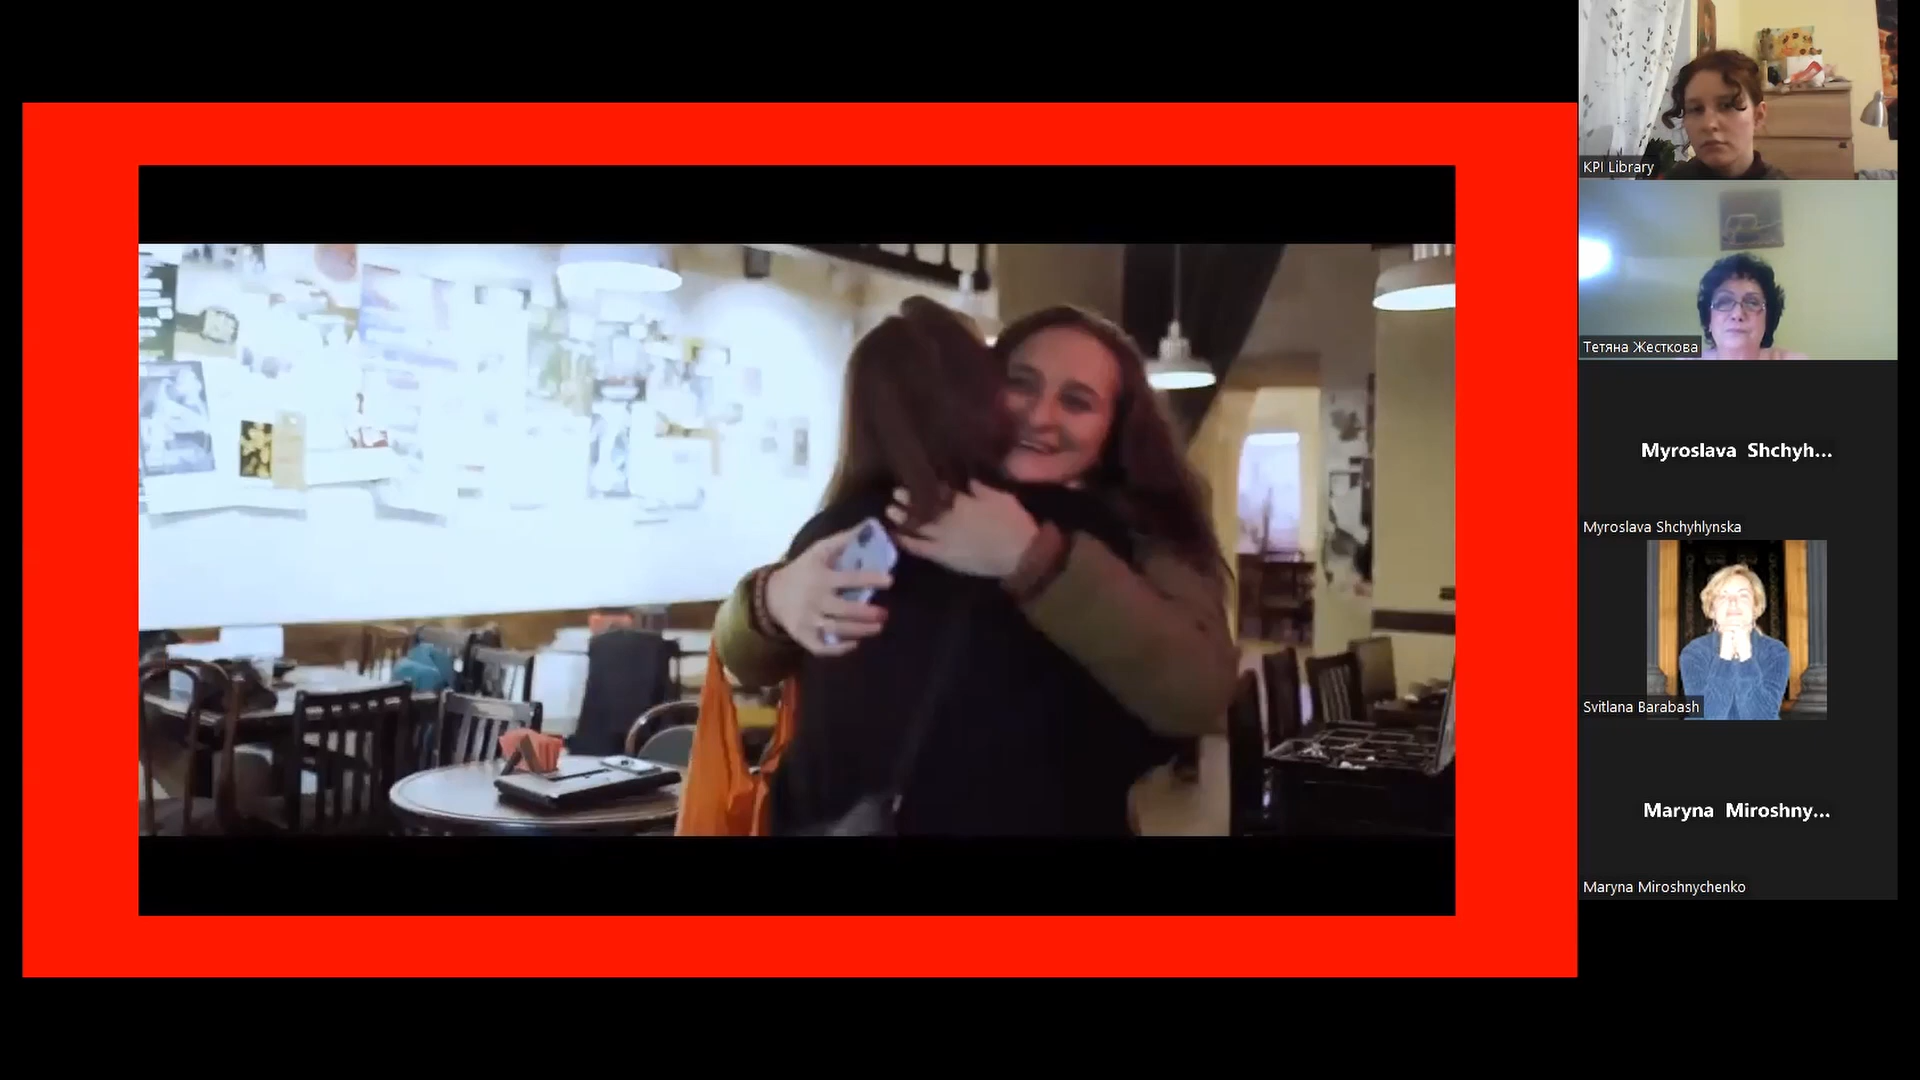 KPI Library
Тетяна Жесткова
Myroslava Shchyh...
Myroslava Shchyhlynska
Svitlana Barabash
Maryna Miroshny...
Maryna Miroshnychenko